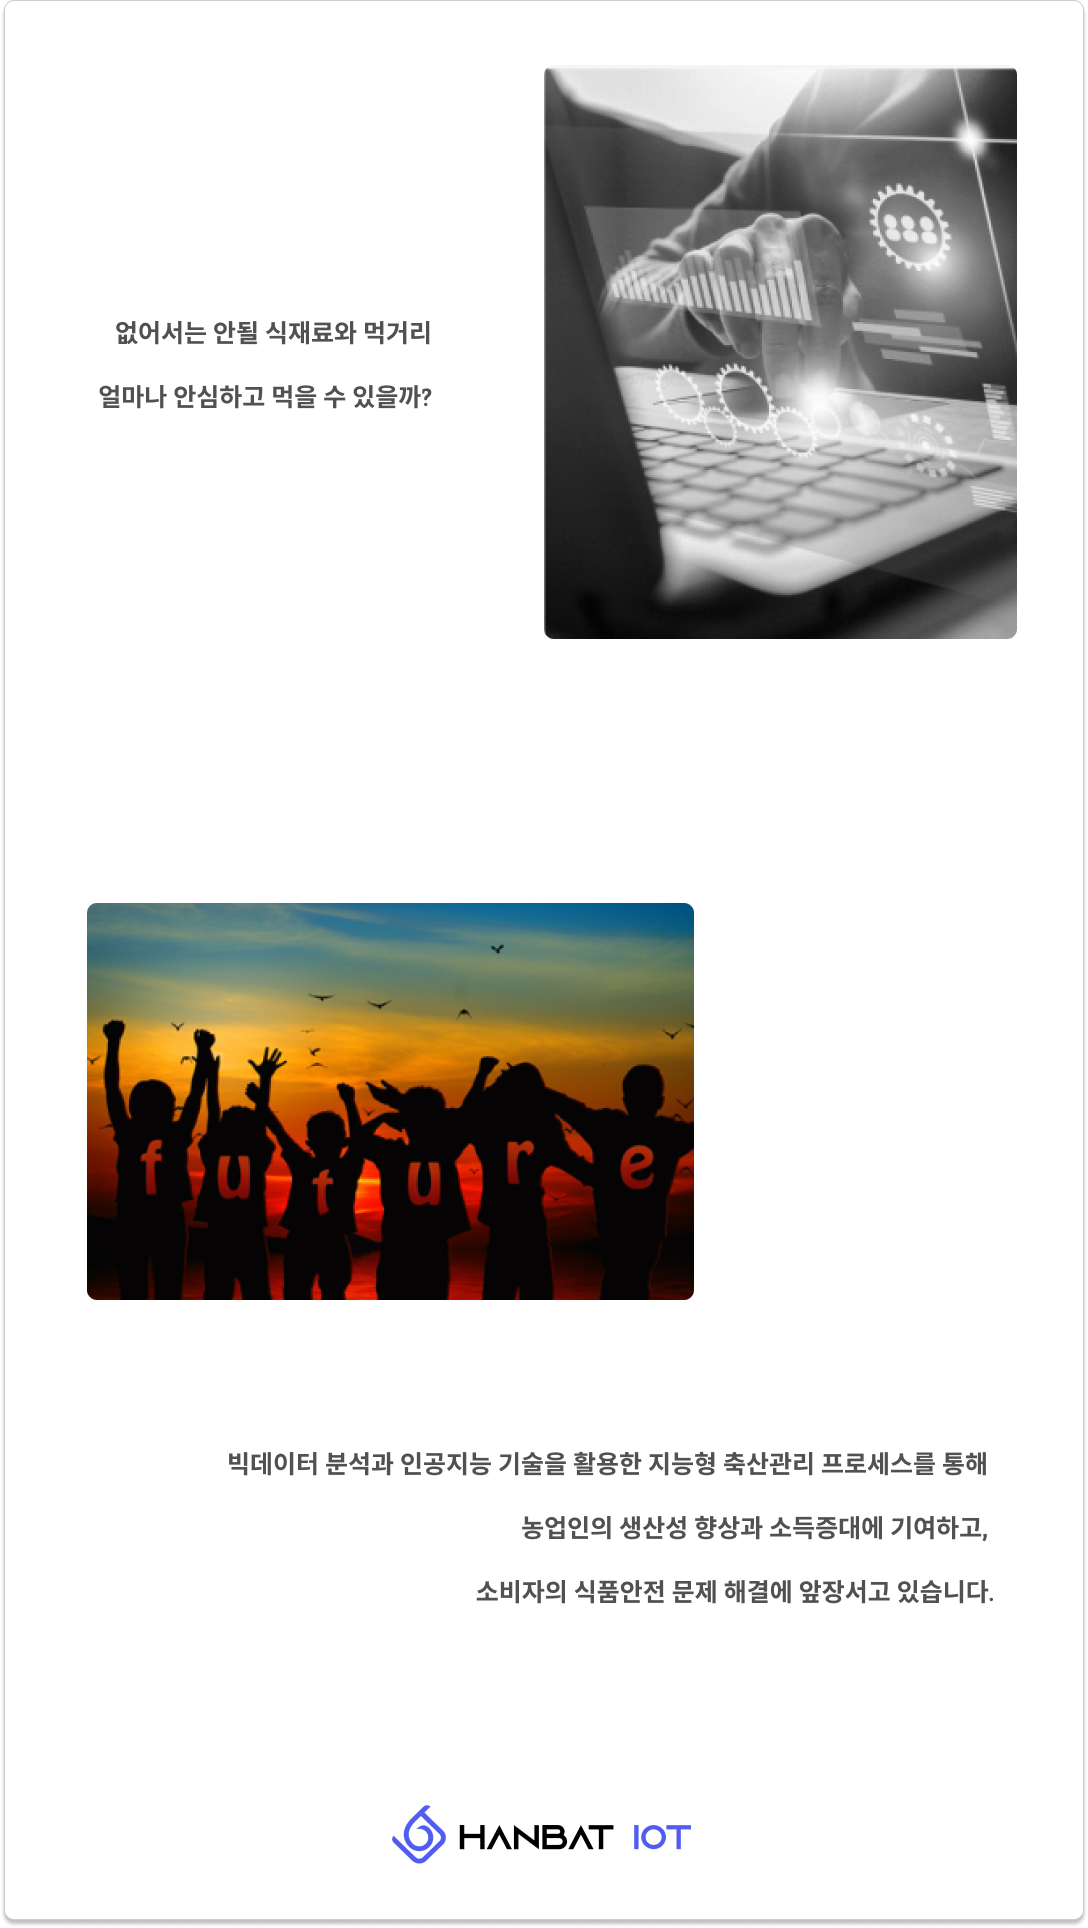 없어서는 안될 식재료와 먹거리
얼마나 안심하고 먹을 수 있을까?
future
빅데이터 분석과 인공지능 기술을 활용한 지능형 축산관리 프로세스를 통해
농업인의 생산성 향상과 소득증대에 기여하고,
소비자의 식품안전 문제 해결에 앞장서고 있습니다.
HANBAT IOT